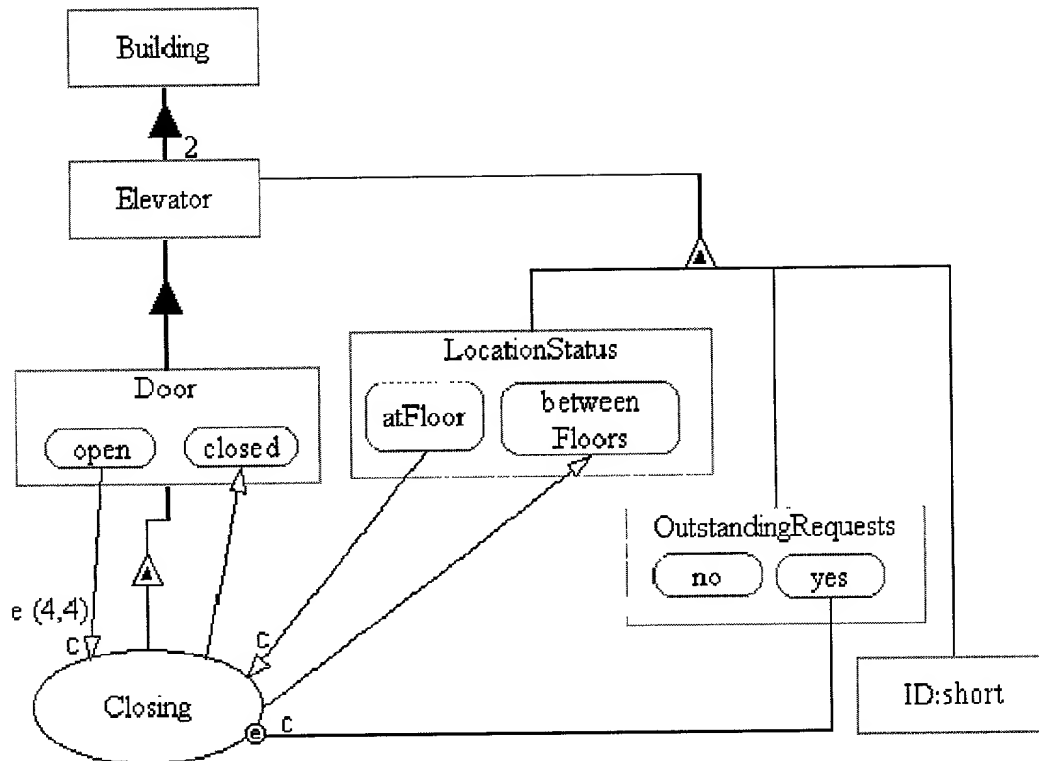 Building
2
Elevator
LocationStatus
Door
atFloor
between
Floors
open
closed
OutstandingRequests
no
yes
e (4,4)
c
c
Closing
ID:short
e
c